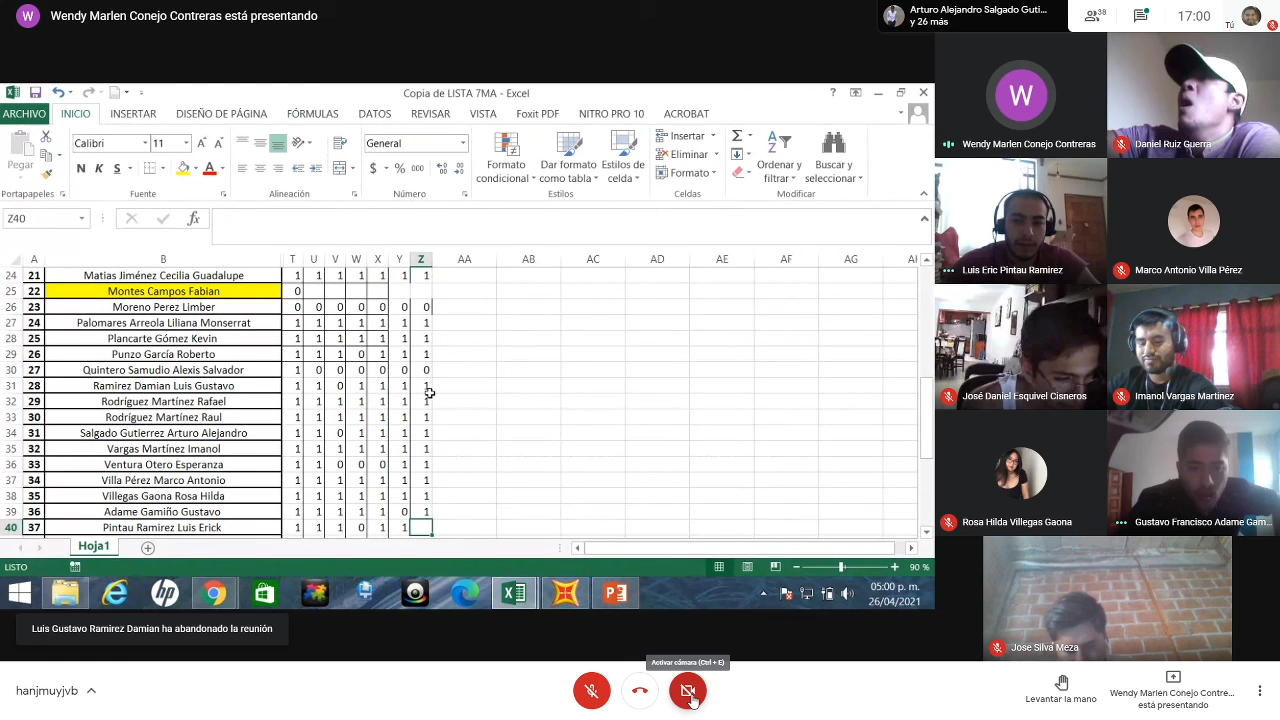 W Wendy Marlen Conejo Contreras está presentando
Arturo Alejandro Salgado Guti...
y 26 más
38
17:00
Tú
Copia de LISTA 7MA - Excel
ARCHIVO INICIO INSERTAR DISEÑO DE PÁGINA FÓRMULAS DATOS REVISAR VISTA Foxit PDF NITRO PRO 10 ACROBAT
Pegar
Calibri 11
N K S
General
$ % 000
Formato condicional
Dar formato como tabla
Estilos de celda
Insertar
Eliminar
Formato
Ordenar y filtrar
Buscar y seleccionar
Portapapeles Fuente Alineación Número Estilos Celdas Modificar
Z40 fx
A B T U V W X Y Z AA AB AC AD AE AF AG AH
24 21 Matias Jiménez Cecilia Guadalupe 1 1 1 1 1 1 1
25 22 Montes Campos Fabian 0
26 23 Moreno Perez Limber 0 0 0 0 0 0 0
27 24 Palomares Arreola Liliana Monserrat 1 1 1 1 1 1 1
28 25 Plancarte Gómez Kevin 1 1 1 1 1 1 1
29 26 Punzo García Roberto 1 1 1 0 1 1 1
30 27 Quintero Samudio Alexis Salvador 1 1 0 0 0 0 0
31 28 Ramirez Damian Luis Gustavo 1 1 0 1 1 1 1
32 29 Rodríguez Martínez Rafael 1 1 1 1 1 1 1
33 30 Rodríguez Martínez Raul 1 1 1 1 1 1 1
34 31 Salgado Gutierrez Arturo Alejandro 1 1 0 1 1 1 1
35 32 Vargas Martínez Imanol 1 1 1 1 1 1 1
36 33 Ventura Otero Esperanza 1 1 0 0 0 1 1
37 34 Villa Pérez Marco Antonio 1 1 1 1 1 1 1
38 35 Villegas Gaona Rosa Hilda 1 1 1 1 1 1 1
39 36 Adame Gamiño Gustavo 1 1 1 1 1 0 1
40 37 Pintau Ramirez Luis Erick 1 1 1 0 1 1
Hoja1
LISTO 90 %
05:00 p. m.
26/04/2021
W
Wendy Marlen Conejo Contreras
Daniel Ruiz Guerra
Luis Eric Pintau Ramirez
Marco Antonio Villa Pérez
José Daniel Esquivel Cisneros
Imanol Vargas Martinez
Rosa Hilda Villegas Gaona
Gustavo Francisco Adame Gam...
Jose Silva Meza
Luis Gustavo Ramirez Damian ha abandonado la reunión
Activar cámara (Ctrl + E)
hanjmuyjvb
Levantar la mano
Wendy Marlen Conejo Contre...
está presentando